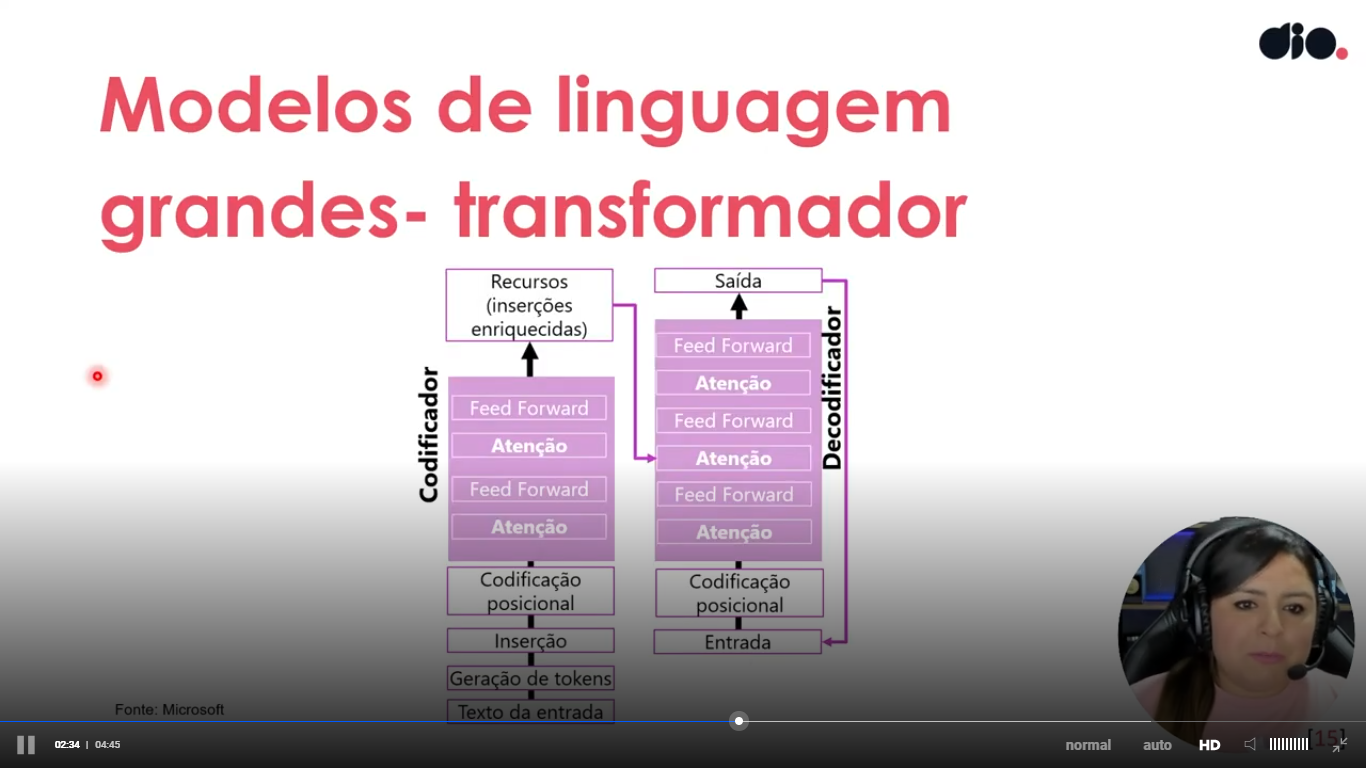 dio.
Modelos de linguagem
grandes- transformador
Codificador
Recursos
(inserções
enriquecidas)
Feed Forward
Atenção
Feed Forward
Atenção
Codificação
posicional
Inserção
Geração de tokens
Texto da entrada
Saída
Decodificador
Feed Forward
Atenção
Feed Forward
Atenção
Feed Forward
Atenção
Codificação
posicional
Entrada
Fonte: Microsoft
[15]
02:34 | 04:45
normal auto HD